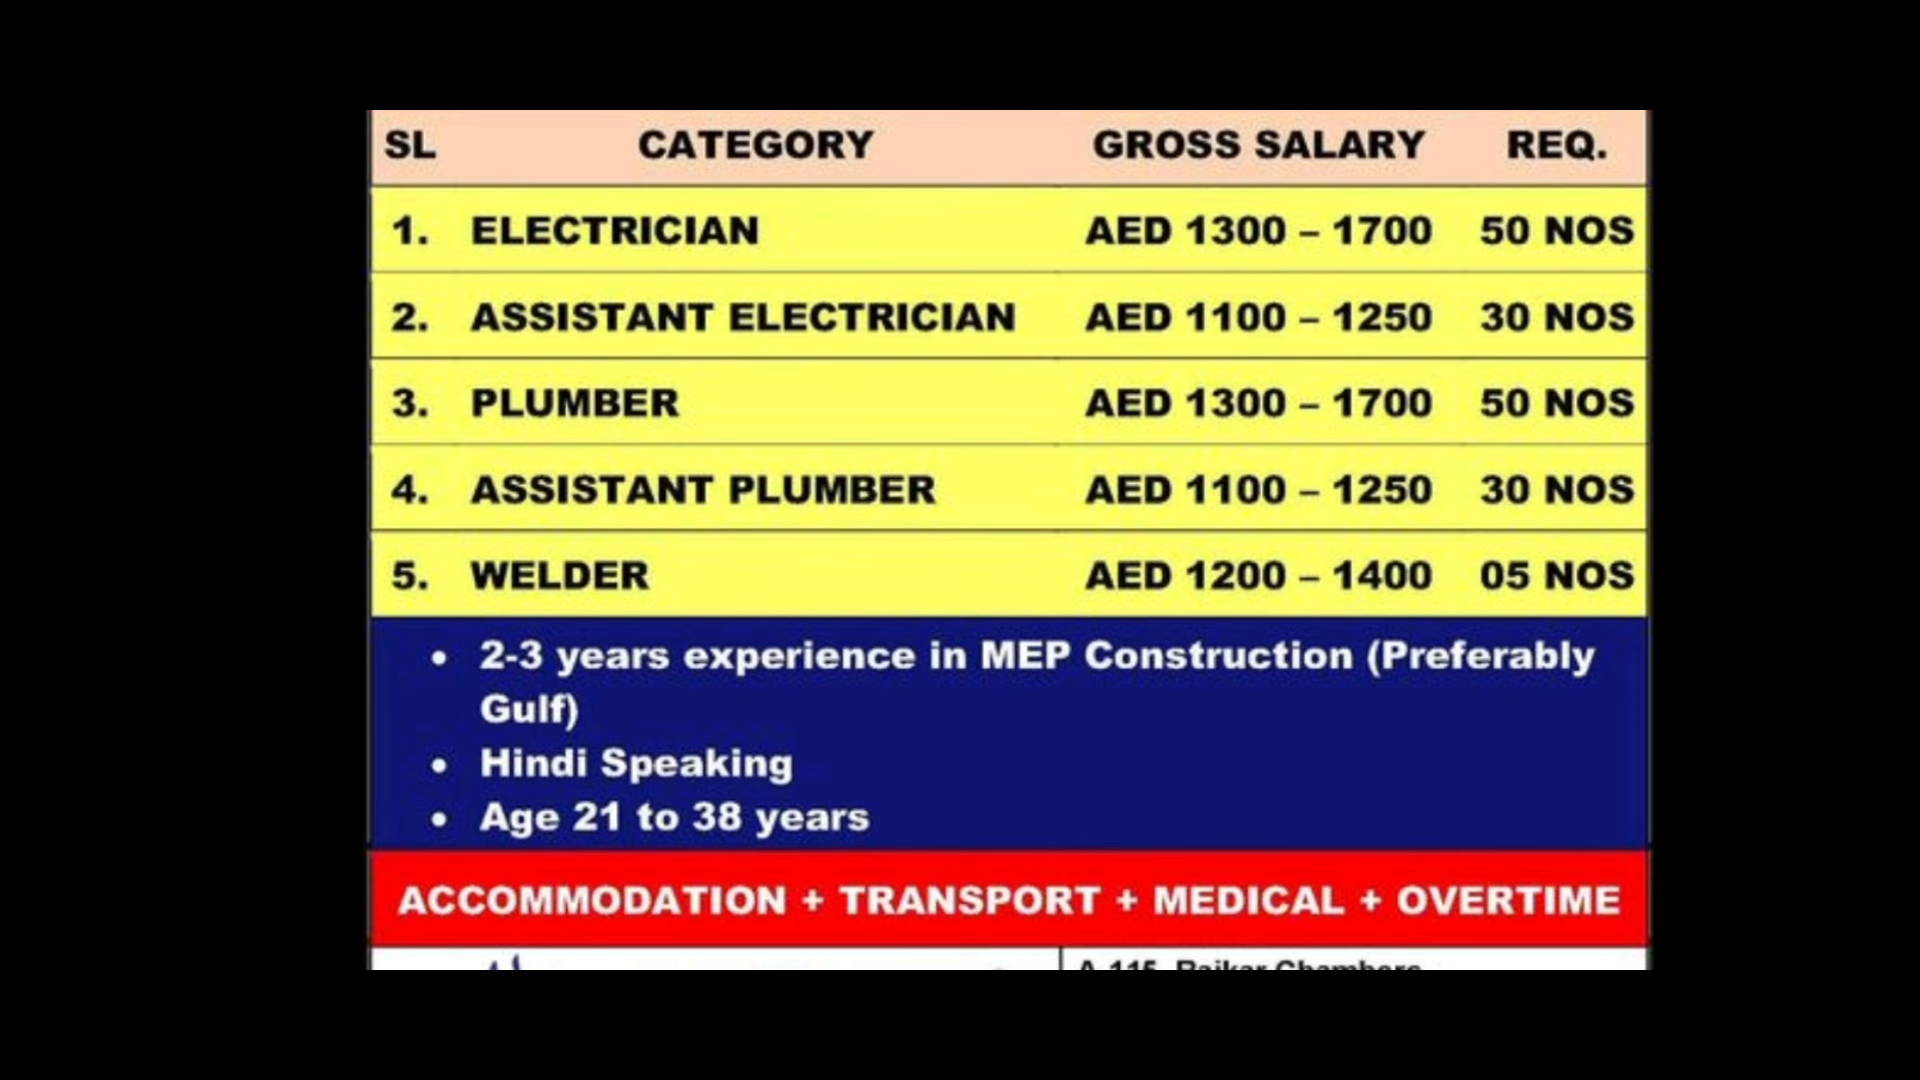 SL CATEGORY GROSS SALARY REQ.
1. ELECTRICIAN AED 1300 – 1700 50 NOS
2. ASSISTANT ELECTRICIAN AED 1100 – 1250 30 NOS
3. PLUMBER AED 1300 – 1700 50 NOS
4. ASSISTANT PLUMBER AED 1100 – 1250 30 NOS
5. WELDER AED 1200 – 1400 05 NOS
• 2-3 years experience in MEP Construction (Preferably
Gulf)
• Hindi Speaking
• Age 21 to 38 years
ACCOMMODATION + TRANSPORT + MEDICAL + OVERTIME
A-115, Chambers